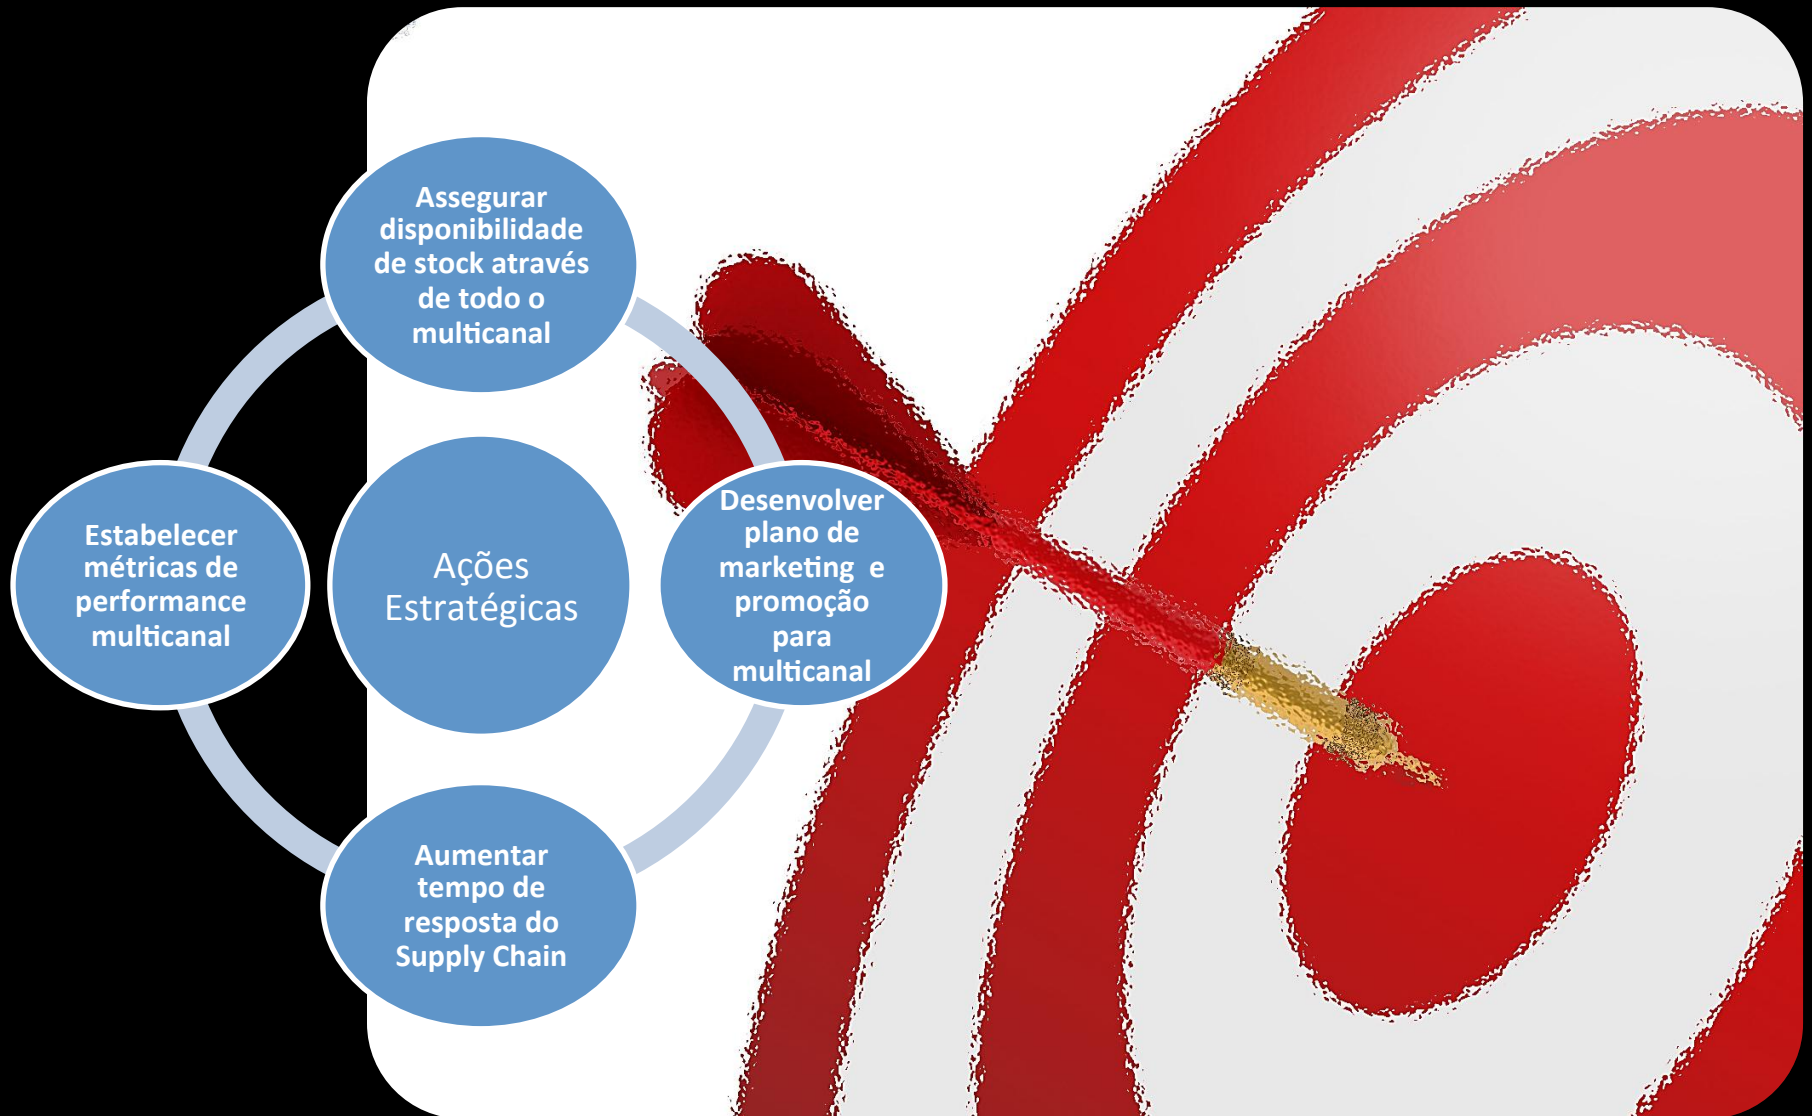 Assegurar
disponibilidade
de stock através
de todo o
multicanal
Desenvolver
plano de
marketing e
promoção
para
multicanal
Aumentar
tempo de
resposta do
Supply Chain
Estabelecer
métricas de
performance
multicanal
Ações
Estratégicas